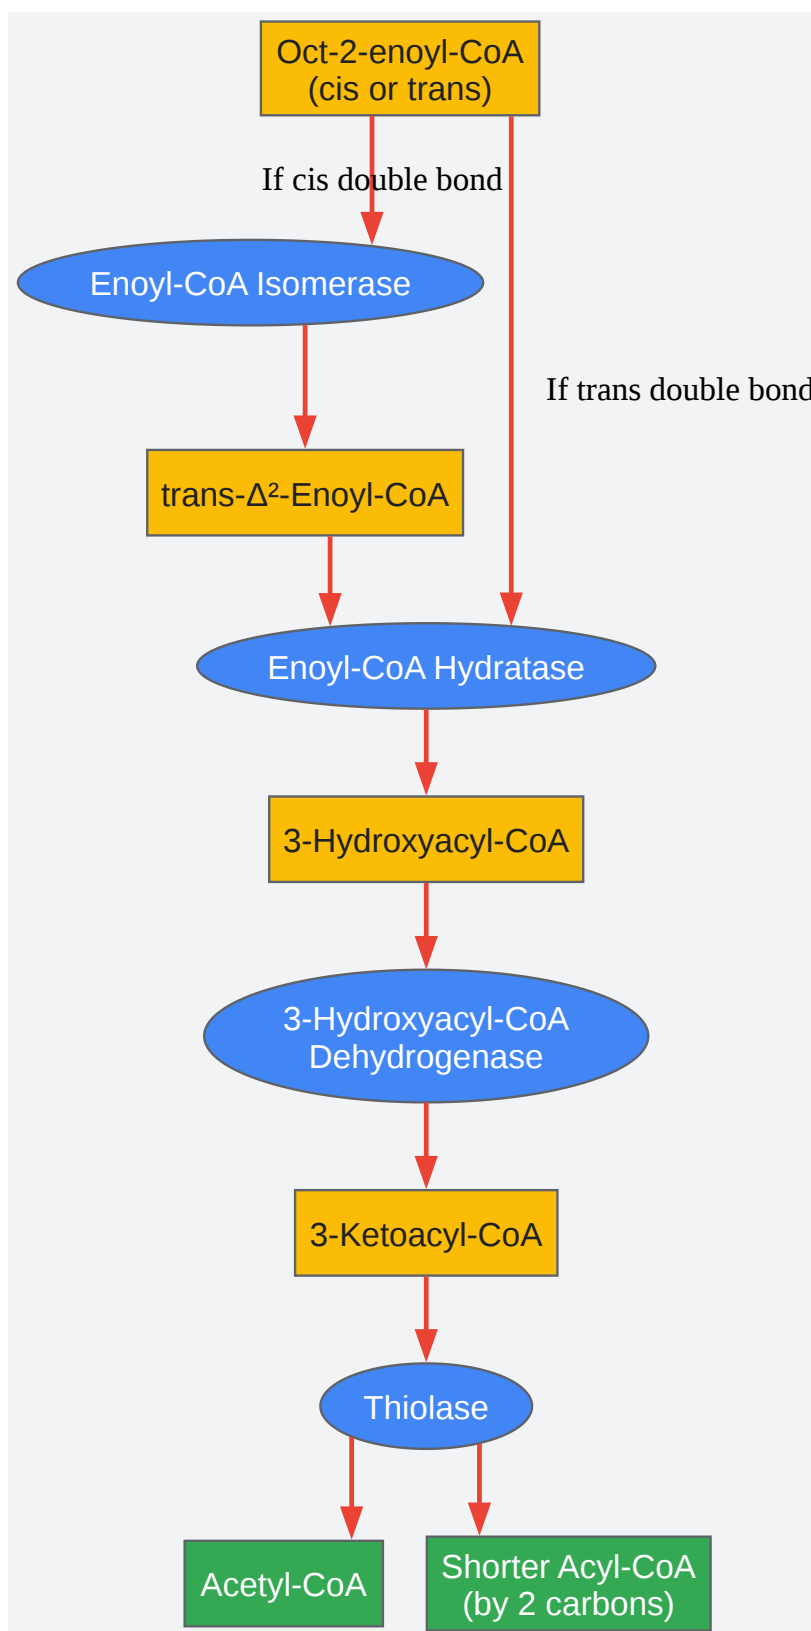 Oct-2-enoyl-CoA
(cis or trans)
If cis double bond
Enoyl-CoA Isomerase
If trans double bond
trans-Δ²-Enoyl-CoA
Enoyl-CoA Hydratase
3-Hydroxyacyl-CoA
3-Hydroxyacyl-CoA
Dehydrogenase
3-Ketoacyl-CoA
Thiolase
Acetyl-CoA
Shorter Acyl-CoA
(by 2 carbons)